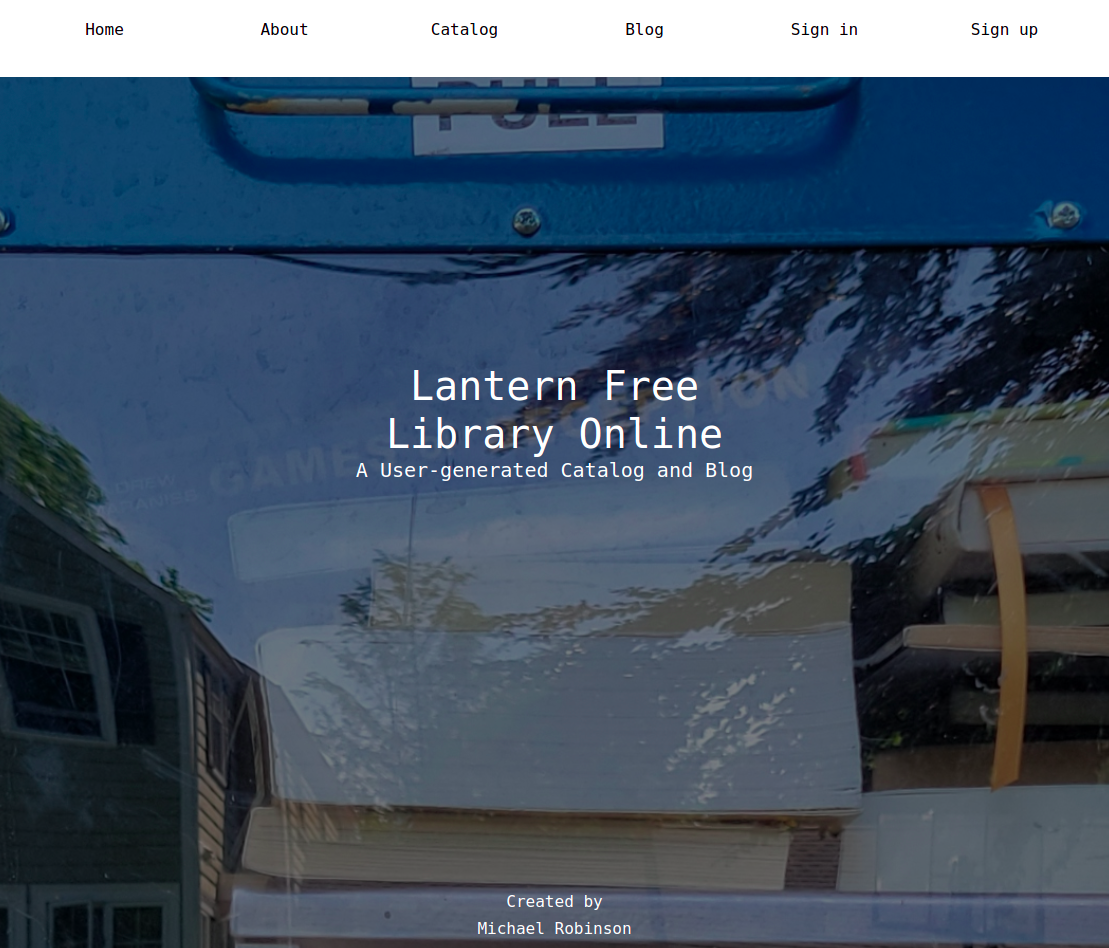 Home About Catalog Blog Sign in Sign up
PULL
Lantern Free
Library Online
A User-generated Catalog and Blog
GAMES
Created by
Michael Robinson